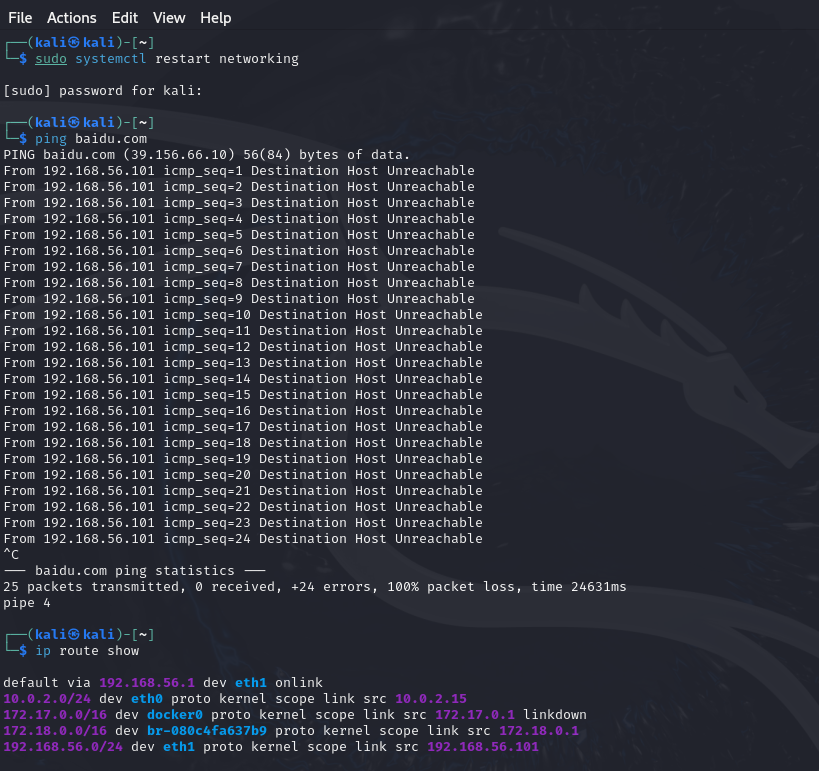 File Actions Edit View Help
┌──(kali㉿kali)-[~]
└─$ sudo systemctl restart networking
[sudo] password for kali:
┌──(kali㉿kali)-[~]
└─$ ping baidu.com
PING baidu.com (39.156.66.10) 56(84) bytes of data.
From 192.168.56.101 icmp_seq=1 Destination Host Unreachable
From 192.168.56.101 icmp_seq=2 Destination Host Unreachable
From 192.168.56.101 icmp_seq=3 Destination Host Unreachable
From 192.168.56.101 icmp_seq=4 Destination Host Unreachable
From 192.168.56.101 icmp_seq=5 Destination Host Unreachable
From 192.168.56.101 icmp_seq=6 Destination Host Unreachable
From 192.168.56.101 icmp_seq=7 Destination Host Unreachable
From 192.168.56.101 icmp_seq=8 Destination Host Unreachable
From 192.168.56.101 icmp_seq=9 Destination Host Unreachable
From 192.168.56.101 icmp_seq=10 Destination Host Unreachable
From 192.168.56.101 icmp_seq=11 Destination Host Unreachable
From 192.168.56.101 icmp_seq=12 Destination Host Unreachable
From 192.168.56.101 icmp_seq=13 Destination Host Unreachable
From 192.168.56.101 icmp_seq=14 Destination Host Unreachable
From 192.168.56.101 icmp_seq=15 Destination Host Unreachable
From 192.168.56.101 icmp_seq=16 Destination Host Unreachable
From 192.168.56.101 icmp_seq=17 Destination Host Unreachable
From 192.168.56.101 icmp_seq=18 Destination Host Unreachable
From 192.168.56.101 icmp_seq=19 Destination Host Unreachable
From 192.168.56.101 icmp_seq=20 Destination Host Unreachable
From 192.168.56.101 icmp_seq=21 Destination Host Unreachable
From 192.168.56.101 icmp_seq=22 Destination Host Unreachable
From 192.168.56.101 icmp_seq=23 Destination Host Unreachable
From 192.168.56.101 icmp_seq=24 Destination Host Unreachable
^C
--- baidu.com ping statistics ---
25 packets transmitted, 0 received, +24 errors, 100% packet loss, time 24631ms
pipe 4
┌──(kali㉿kali)-[~]
└─$ ip route show
default via 192.168.56.1 dev eth1 onlink
10.0.2.0/24 dev eth0 proto kernel scope link src 10.0.2.15
172.17.0.0/16 dev docker0 proto kernel scope link src 172.17.0.1 linkdown
172.18.0.0/16 dev br-080c4fa637b9 proto kernel scope link src 172.18.0.1
192.168.56.0/24 dev eth1 proto kernel scope link src 192.168.56.101